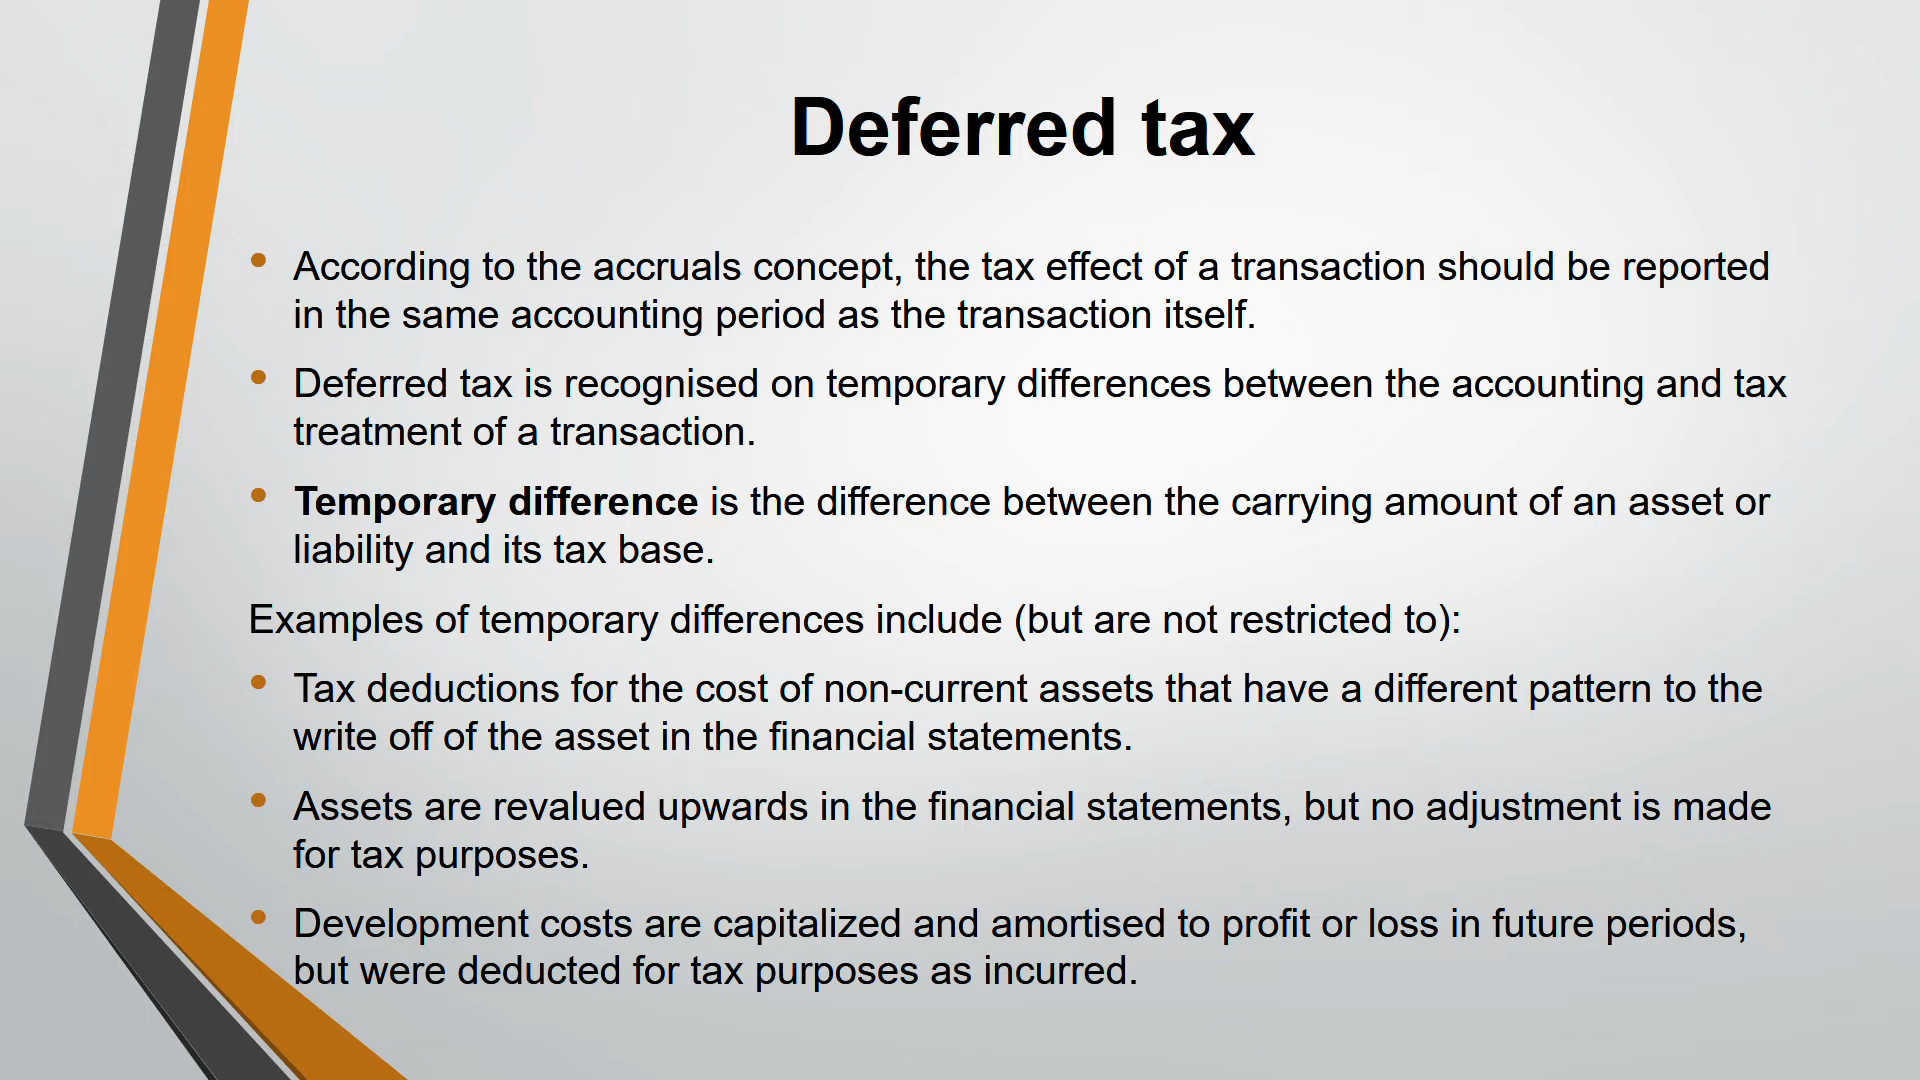 Deferred tax
• According to the accruals concept, the tax effect of a transaction should be reported
in the same accounting period as the transaction itself.
• Deferred tax is recognised on temporary differences between the accounting and tax
treatment of a transaction.
• Temporary difference is the difference between the carrying amount of an asset or
liability and its tax base.
Examples of temporary differences include (but are not restricted to):
• Tax deductions for the cost of non-current assets that have a different pattern to the
write off of the asset in the financial statements.
• Assets are revalued upwards in the financial statements, but no adjustment is made
for tax purposes.
• Development costs are capitalized and amortised to profit or loss in future periods,
but were deducted for tax purposes as incurred.